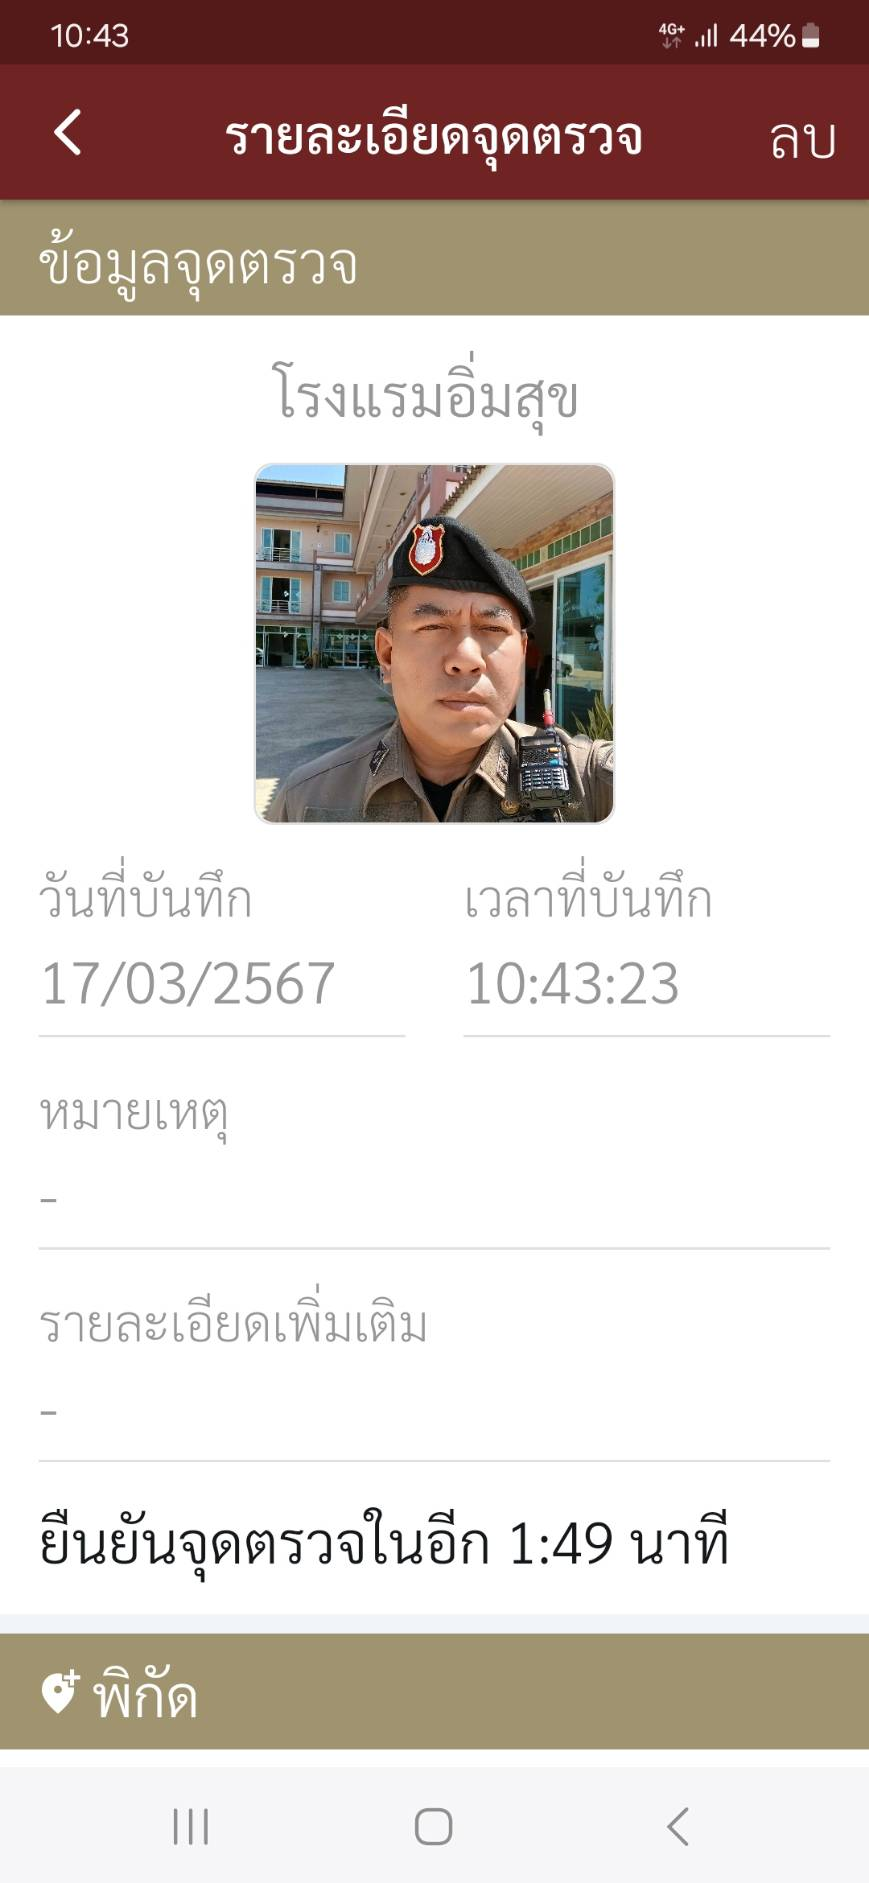 10:43
4G+ 44%
รายละเอียดจุดตรวจ
ลบ
ข้อมูลจุดตรวจ
โรงแรมอิ่มสุข
วันที่บันทึก
เวลาที่บันทึก
17/03/2567
10:43:23
หมายเหตุ
-
รายละเอียดเพิ่มเติม
-
ยืนยันจุดตรวจในอีก 1:49 นาที
พิกัด